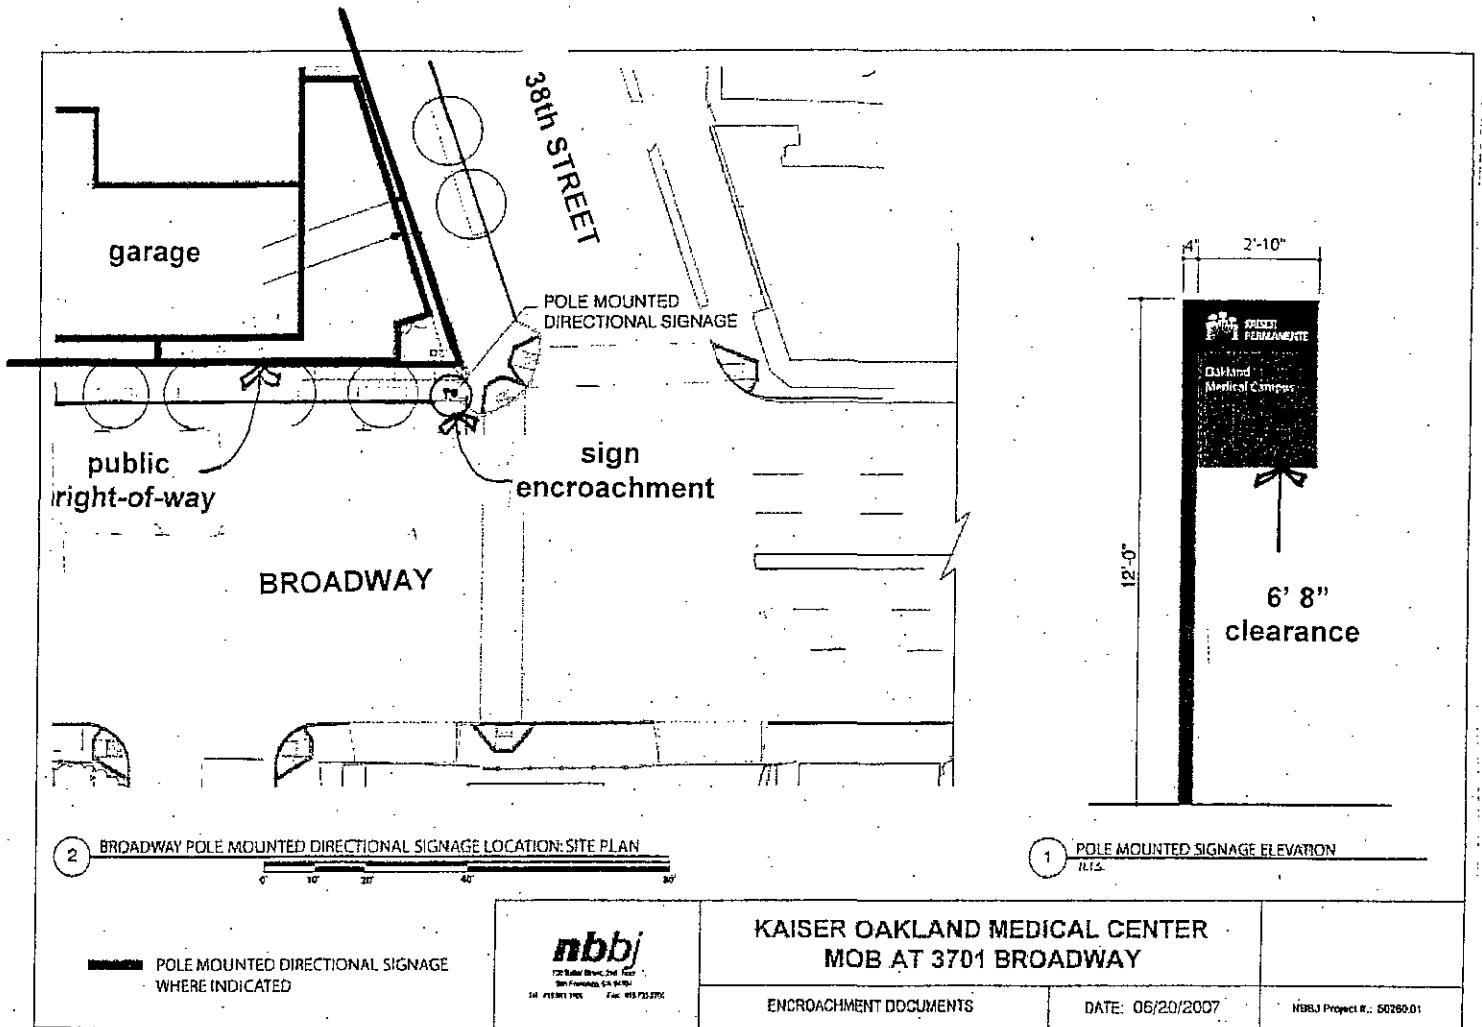 38th STREET
garage
POLE MOUNTED
DIRECTIONAL SIGNAGE
public
right-of-way
sign
encroachment
BROADWAY
4"
2'-10"
KAISER
PERMANENTE
Oakland
Medical Campus
12'-0"
6' 8"
clearance
2
BROADWAY POLE MOUNTED DIRECTIONAL SIGNAGE LOCATION: SITE PLAN
0' 10' 20' 40' 80'
1
POLE MOUNTED SIGNAGE ELEVATION
N.T.S.
POLE MOUNTED DIRECTIONAL SIGNAGE
WHERE INDICATED
nbbj
KAISER OAKLAND MEDICAL CENTER
MOB AT 3701 BROADWAY
ENCROACHMENT DOCUMENTS
DATE: 06/20/2007
NBBJ Project #.: 50260.01